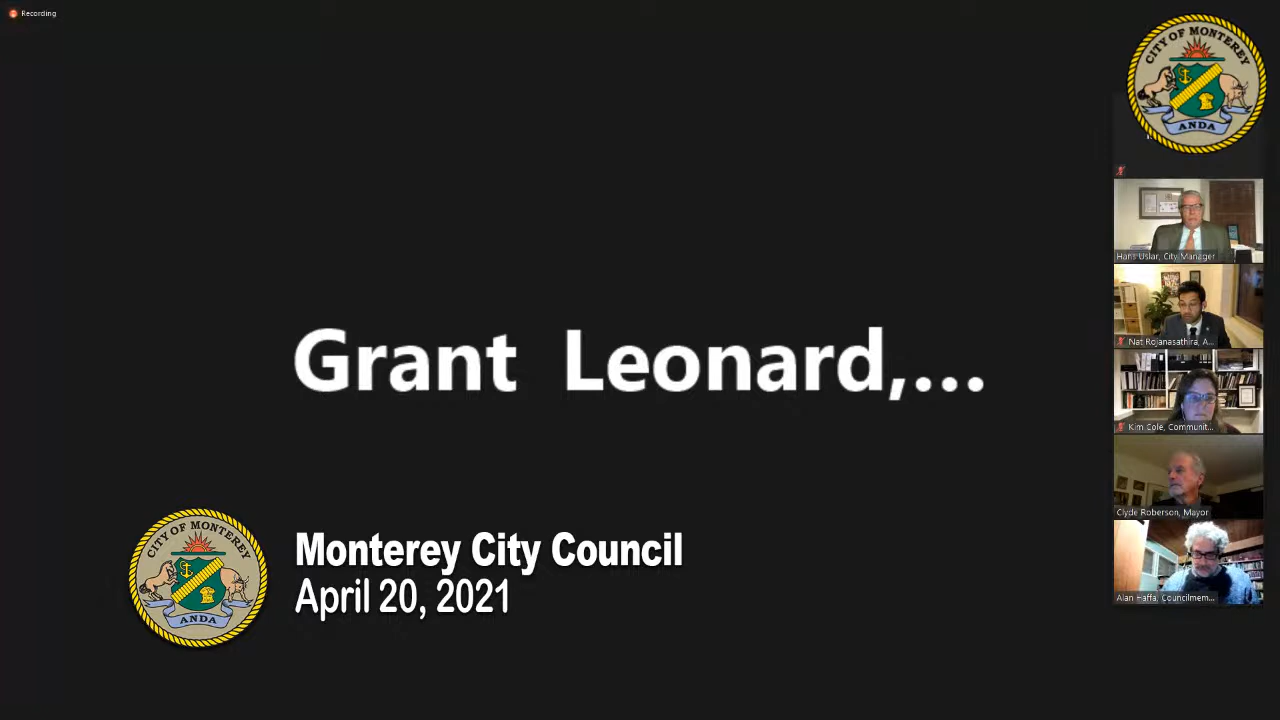 Recording
CITY OF MONTEREY
ANDA
Hans Uslar, City Manager
Nat Rojanasathira, A...
Kim Cole, Communit...
Clyde Roberson, Mayor
Alan Haffa, Councilmem...
Grant Leonard,...
CITY OF MONTEREY
ANDA
Monterey City Council
April 20, 2021